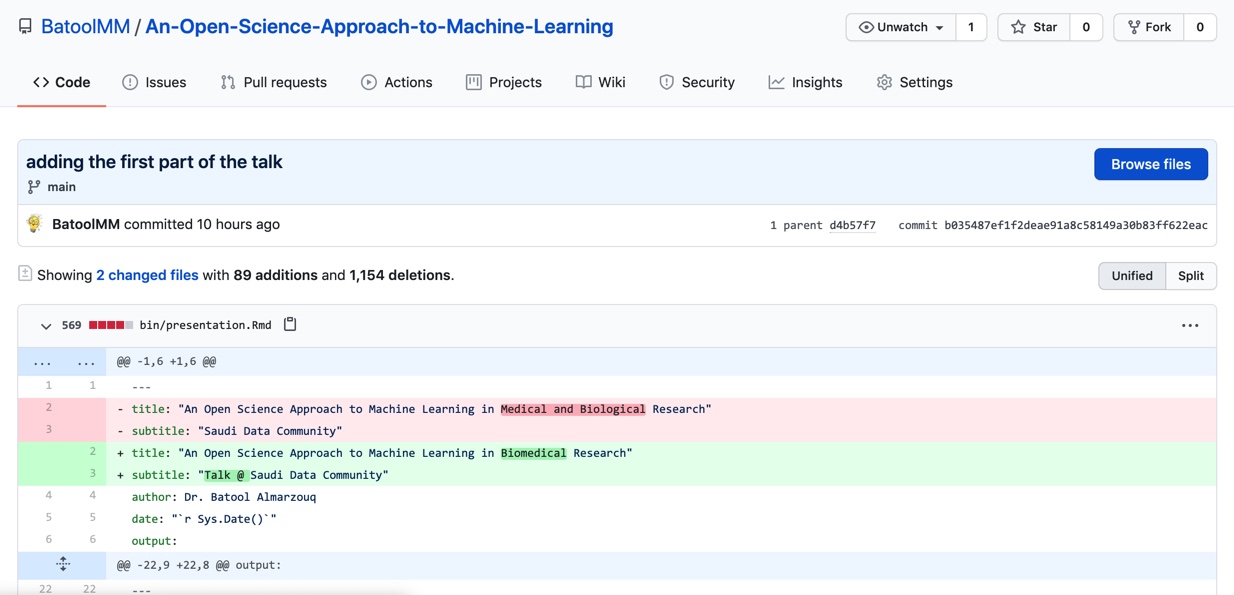 BatoolMM / An-Open-Science-Approach-to-Machine-Learning Unwatch 1 Star 0 Fork 0
Code Issues Pull requests Actions Projects Wiki Security Insights Settings
adding the first part of the talk
Browse files
main
BatoolMM committed 10 hours ago 1 parent d4b57f7 commit b035487ef1f2deae91a8c58149a30b83ff622eac
Showing 2 changed files with 89 additions and 1,154 deletions. Unified Split
569 bin/presentation.Rmd ...
... ... @@ -1,6 +1,6 @@
1 1 ---
2 - title: "An Open Science Approach to Machine Learning in Medical and Biological Research"
3 - subtitle: "Saudi Data Community"
2 + title: "An Open Science Approach to Machine Learning in Biomedical Research"
3 + subtitle: "Talk @ Saudi Data Community"
4 4 author: Dr. Batool Almarzouq
5 5 date: "`r Sys.Date()`"
6 6 output:
@@ -22,9 +22,8 @@ output:
22 22 ---